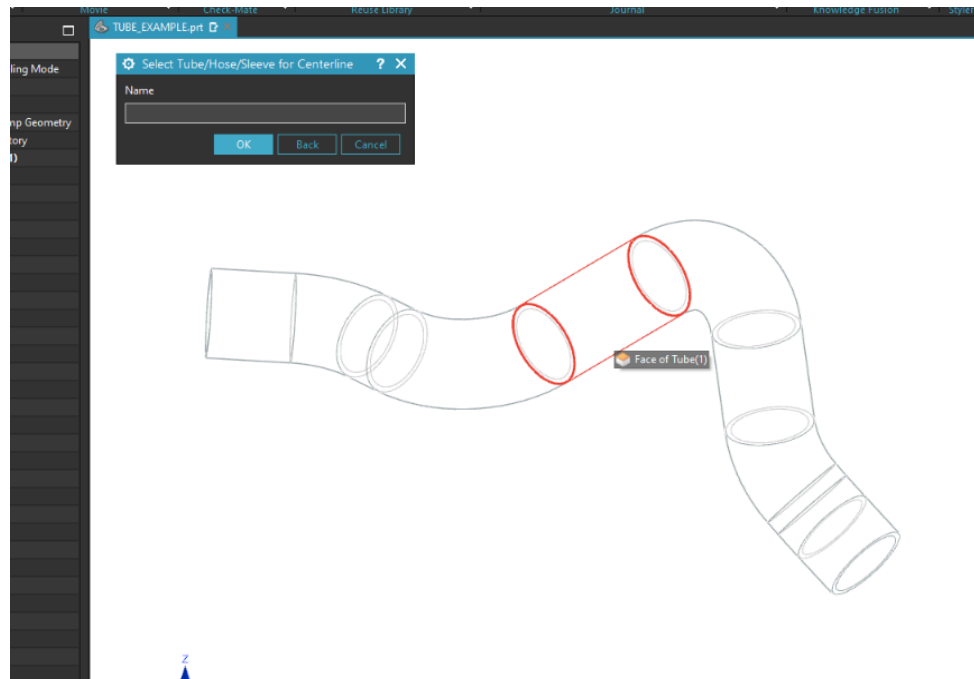 Movie Check-Mate Reuse Library Journal Knowledge Fusion
TUBE_EXAMPLE.prt
ling Mode
mp Geometry
tory
Select Tube/Hose/Sleeve for Centerline ? X
Name
OK Back Cancel
Face of Tube(1)
Z